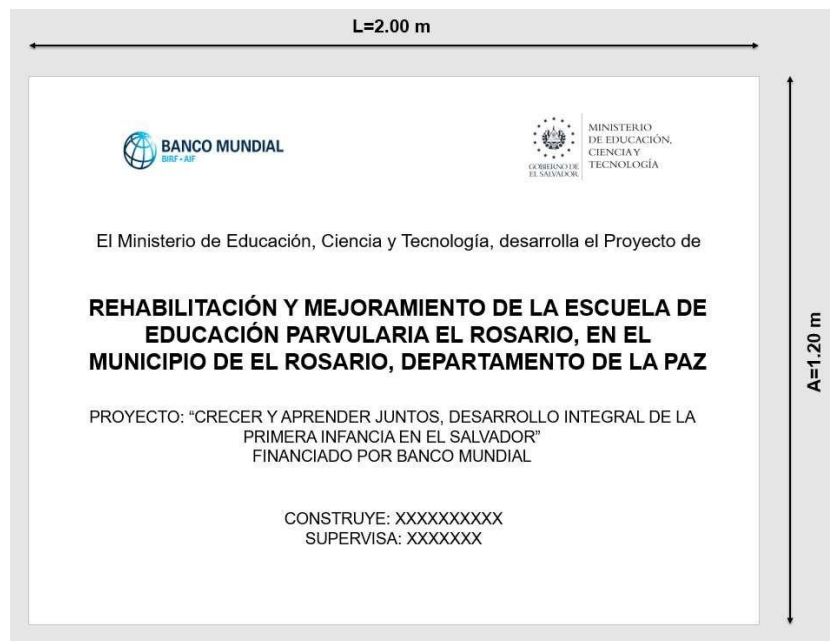 L=2.00 m
BANCO MUNDIAL
BIRF • AIF
GOBIERNO DE
EL SALVADOR
MINISTERIO
DE EDUCACIÓN,
CIENCIA Y
TECNOLOGÍA
El Ministerio de Educación, Ciencia y Tecnología, desarrolla el Proyecto de
REHABILITACIÓN Y MEJORAMIENTO DE LA ESCUELA DE
EDUCACIÓN PARVULARIA EL ROSARIO, EN EL
MUNICIPIO DE EL ROSARIO, DEPARTAMENTO DE LA PAZ
PROYECTO: “CRECER Y APRENDER JUNTOS, DESARROLLO INTEGRAL DE LA
PRIMERA INFANCIA EN EL SALVADOR”
FINANCIADO POR BANCO MUNDIAL
CONSTRUYE: XXXXXXXXXX
SUPERVISA: XXXXXXX
A=1.20 m